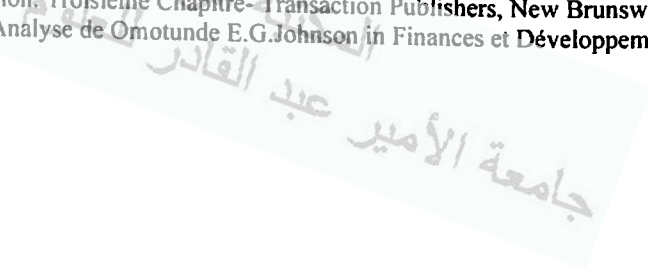 ion. Troisième Chapitre- Transaction Publishers, New Brunsw
Analyse de Omotunde E.G.Johnson in Finances et Développem
جامعة الأمير عبد القادر للعلوم